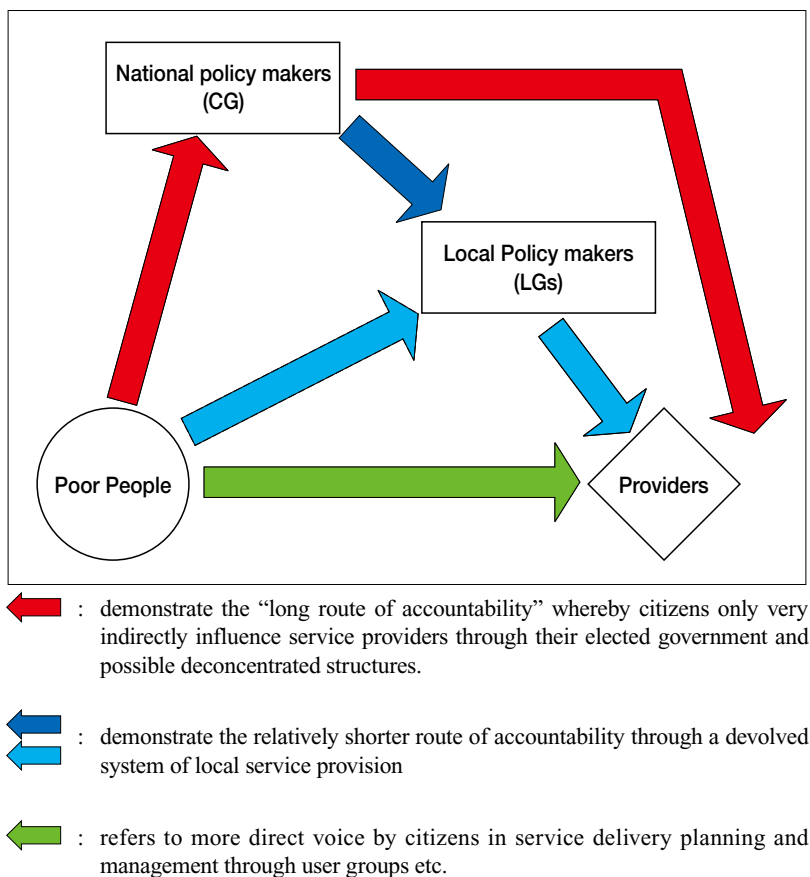 National policy makers
(CG)
Local Policy makers
(LGs)
Poor People
Providers
: demonstrate the “long route of accountability” whereby citizens only very
indirectly influence service providers through their elected government and
possible deconcentrated structures.
: demonstrate the relatively shorter route of accountability through a devolved
system of local service provision
: refers to more direct voice by citizens in service delivery planning and
management through user groups etc.